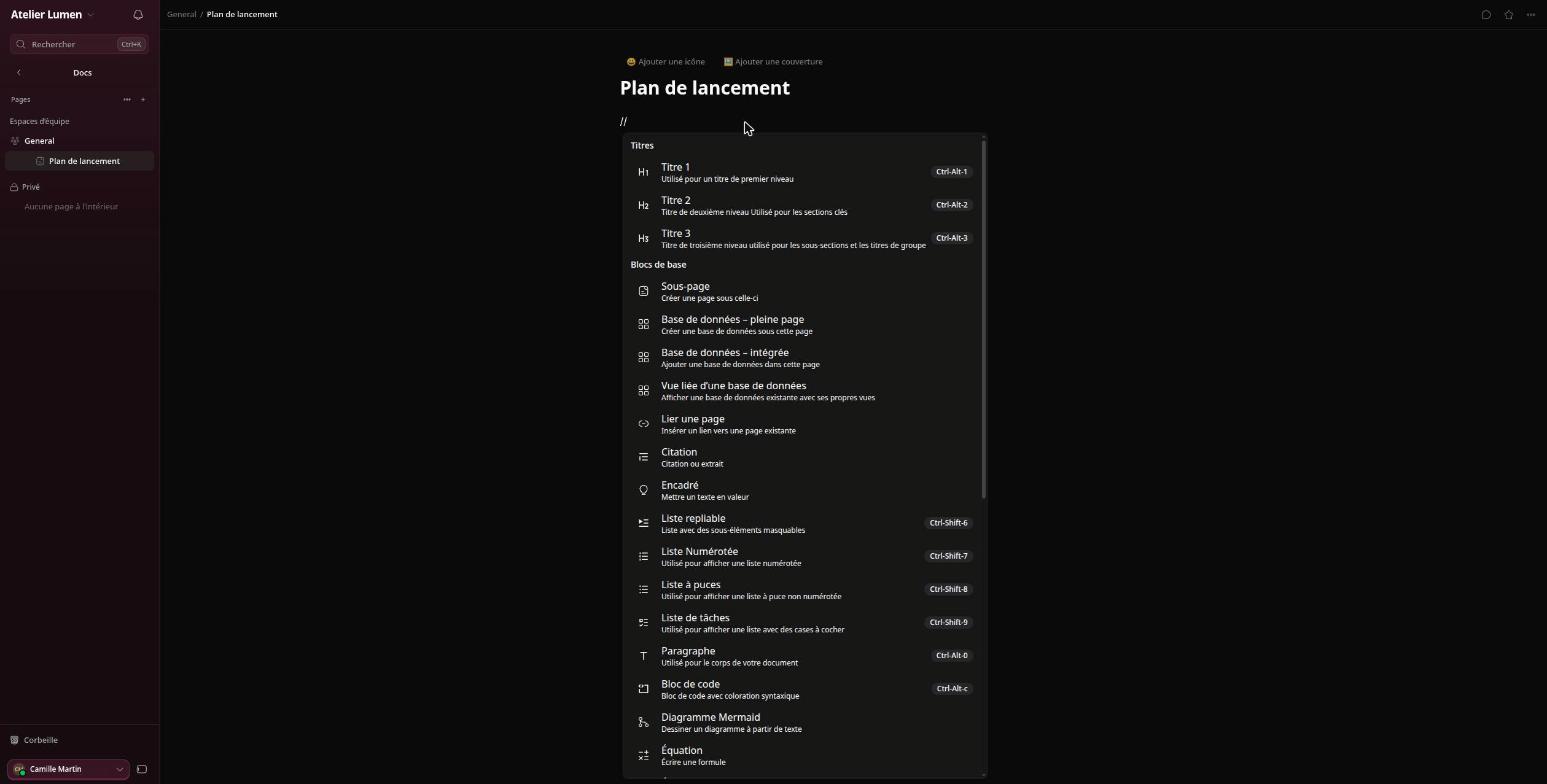 Atelier Lumen
Rechercher
Ctrl+K
Docs
Pages
Espaces d'équipe
General
Plan de lancement
Privé
Aucune page à l'intérieur
Corbeille
CM
Camille Martin
General / Plan de lancement
Ajouter une icône
Ajouter une couverture
Plan de lancement
//
Titres
H1 Titre 1
Utilisé pour un titre de premier niveau
Ctrl-Alt-1
H2 Titre 2
Titre de deuxième niveau Utilisé pour les sections clés
Ctrl-Alt-2
H3 Titre 3
Titre de troisième niveau utilisé pour les sous-sections et les titres de groupe
Ctrl-Alt-3
Blocs de base
Sous-page
Créer une page sous celle-ci
Base de données – pleine page
Créer une base de données sous cette page
Base de données – intégrée
Ajouter une base de données dans cette page
Vue liée d'une base de données
Afficher une base de données existante avec ses propres vues
Lier une page
Insérer un lien vers une page existante
Citation
Citation ou extrait
Encadré
Mettre un texte en valeur
Liste repliable
Liste avec des sous-éléments masquables
Ctrl-Shift-6
Liste Numérotée
Utilisé pour afficher une liste numérotée
Ctrl-Shift-7
Liste à puces
Utilisé pour afficher une liste à puce non numérotée
Ctrl-Shift-8
Liste de tâches
Utilisé pour afficher une liste avec des cases à cocher
Ctrl-Shift-9
T Paragraphe
Utilisé pour le corps de votre document
Ctrl-Alt-0
Bloc de code
Bloc de code avec coloration syntaxique
Ctrl-Alt-c
Diagramme Mermaid
Dessiner un diagramme à partir de texte
Équation
Écrire une formule